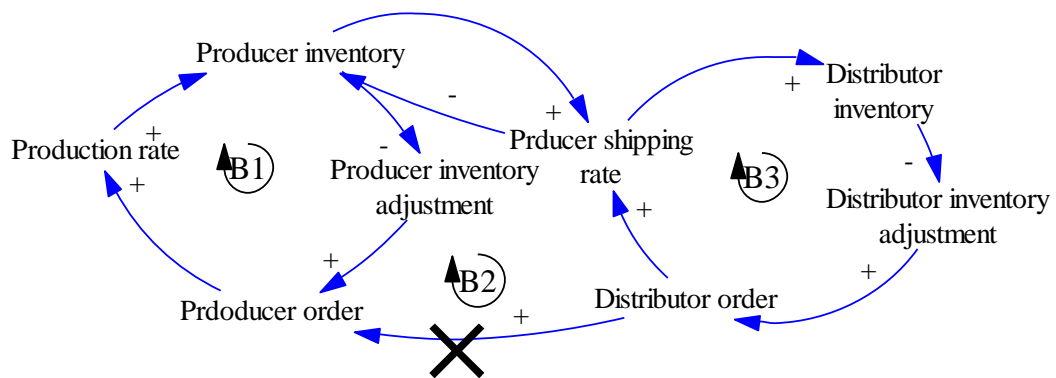 Producer inventory
+
-
+
+
Distributor
inventory
Production rate
+
B1
-
Producer inventory
adjustment
Prducer shipping
rate
B3
-
Distributor inventory
adjustment
+
+
+
B2
+
Prdoducer order
+
Distributor order